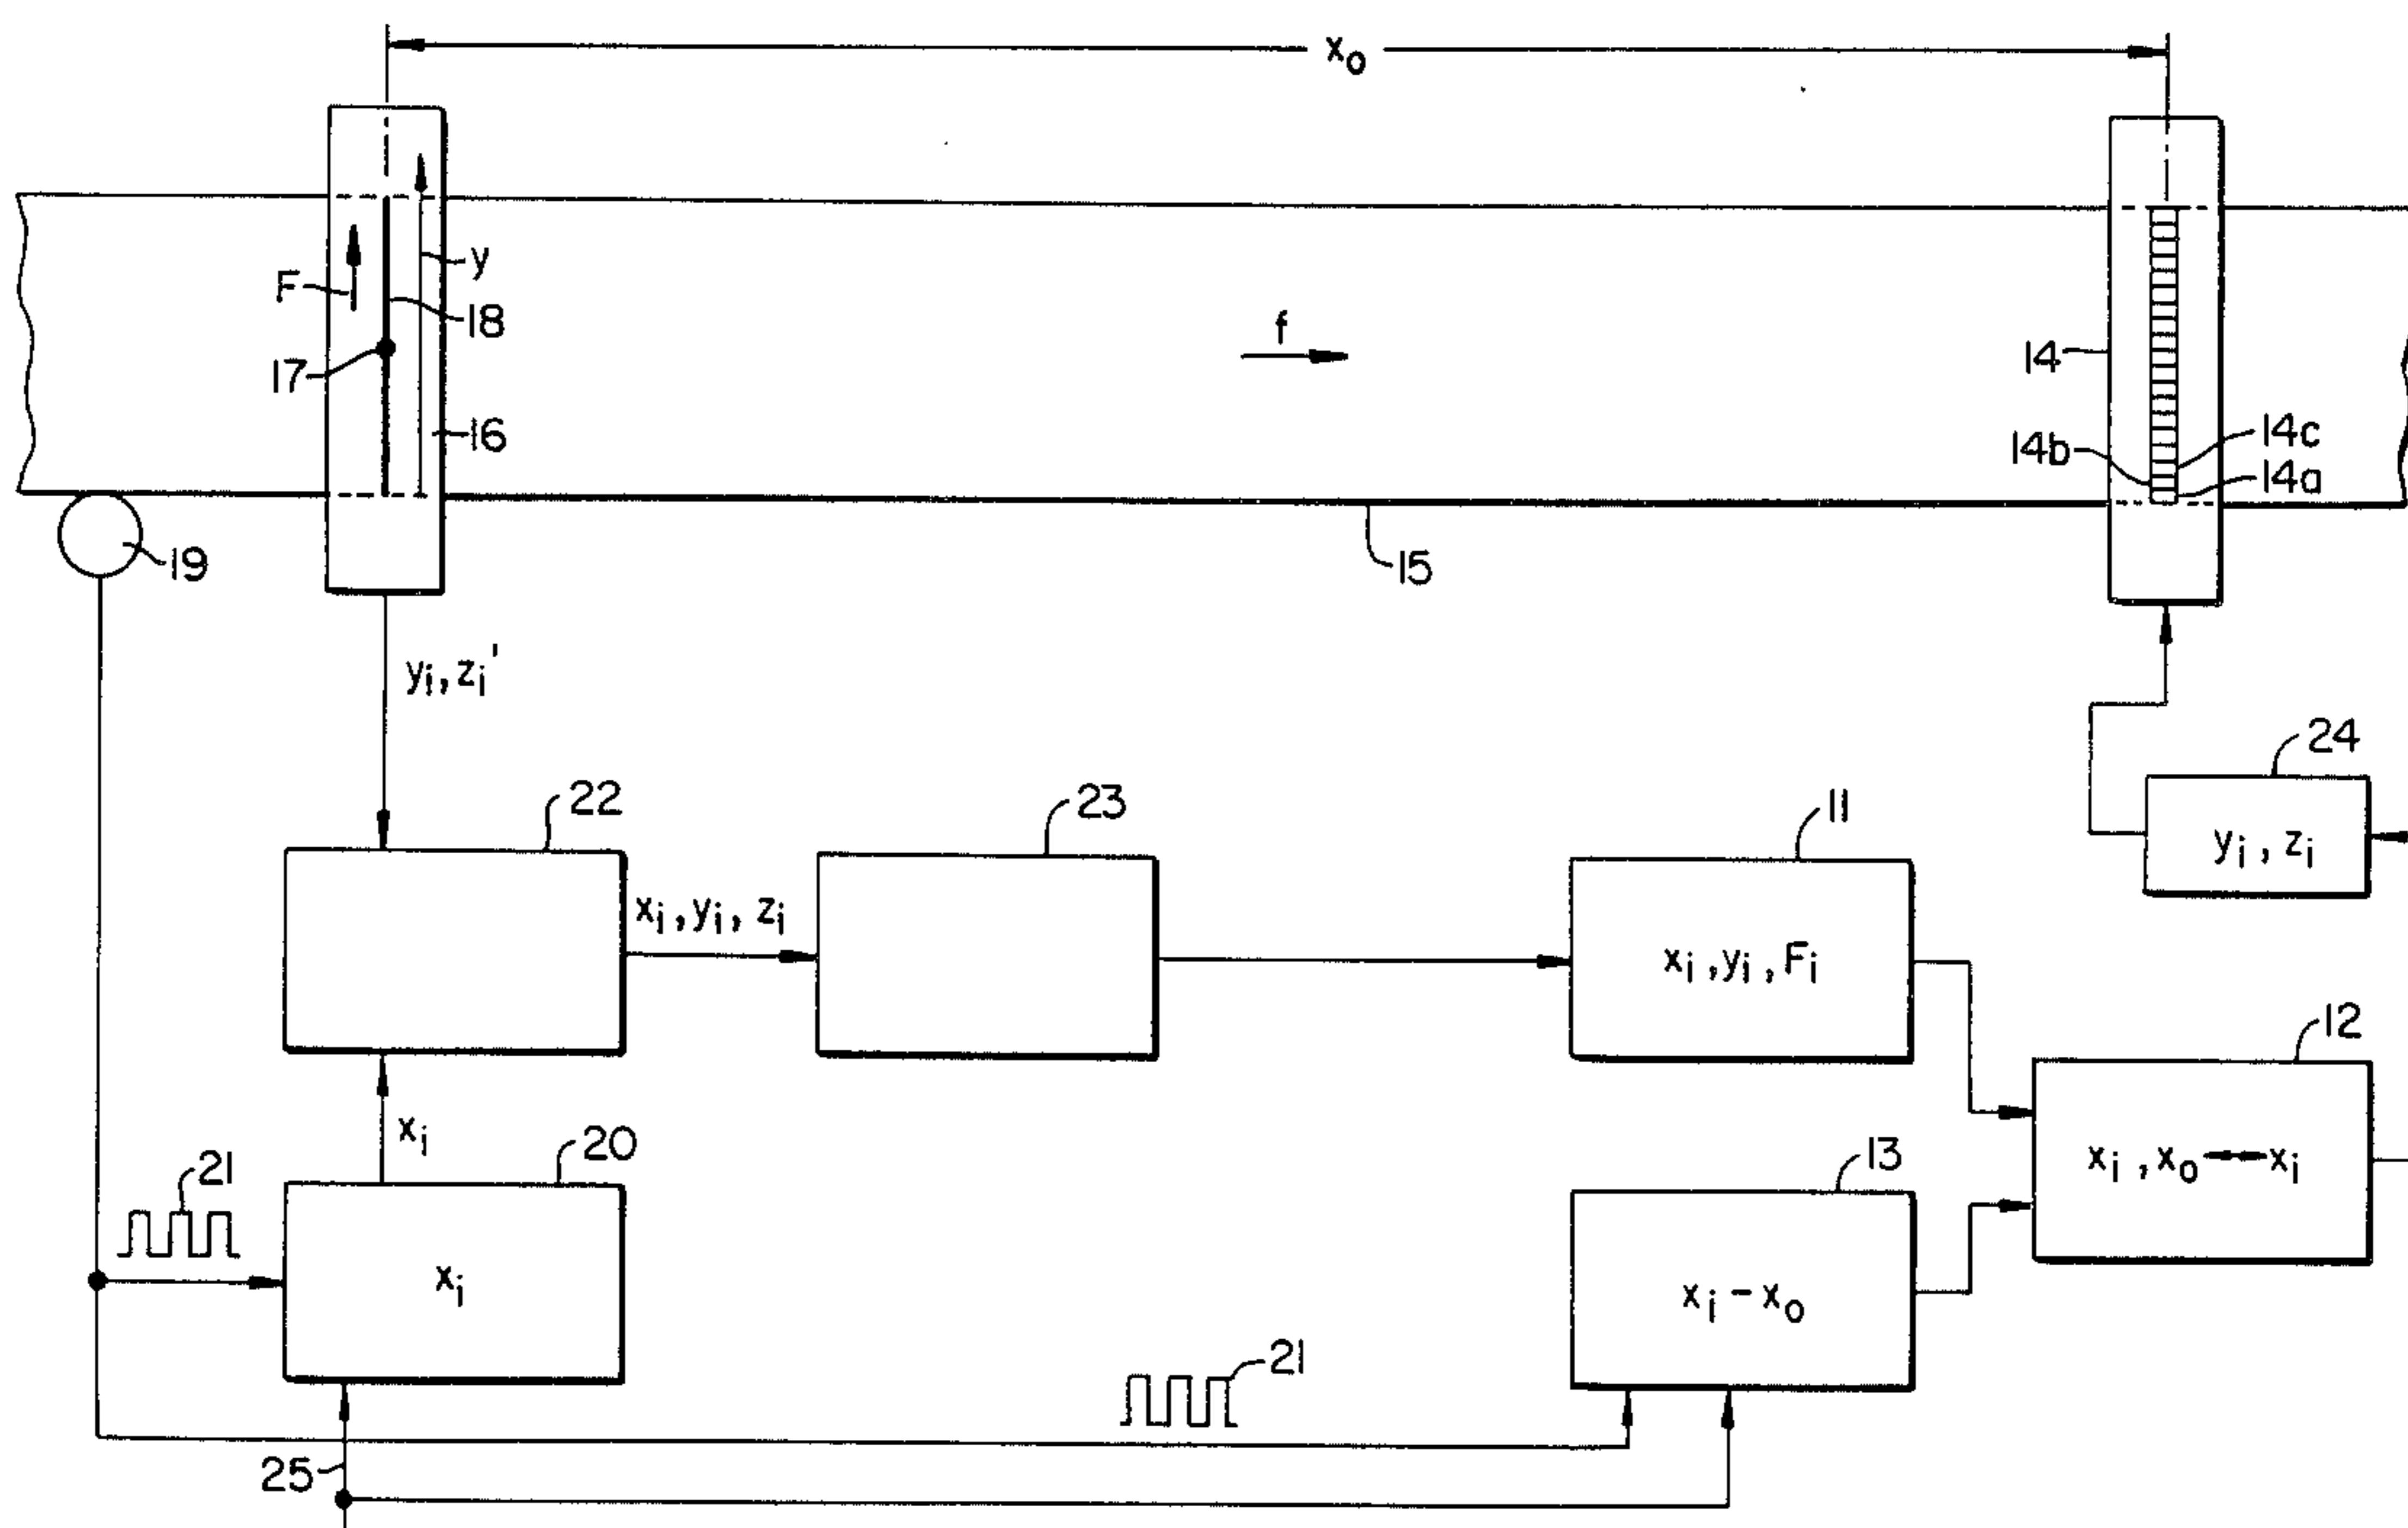 x₀
F
y
18
17
16
f
14
14c
14b
14a
19
15
yᵢ, zᵢ'
24
22
23
11
yᵢ, zᵢ
xᵢ, yᵢ, zᵢ
xᵢ, yᵢ, Fᵢ
12
xᵢ
20
21
13
xᵢ, x₀ ↔ xᵢ
xᵢ
xᵢ − x₀
21
25